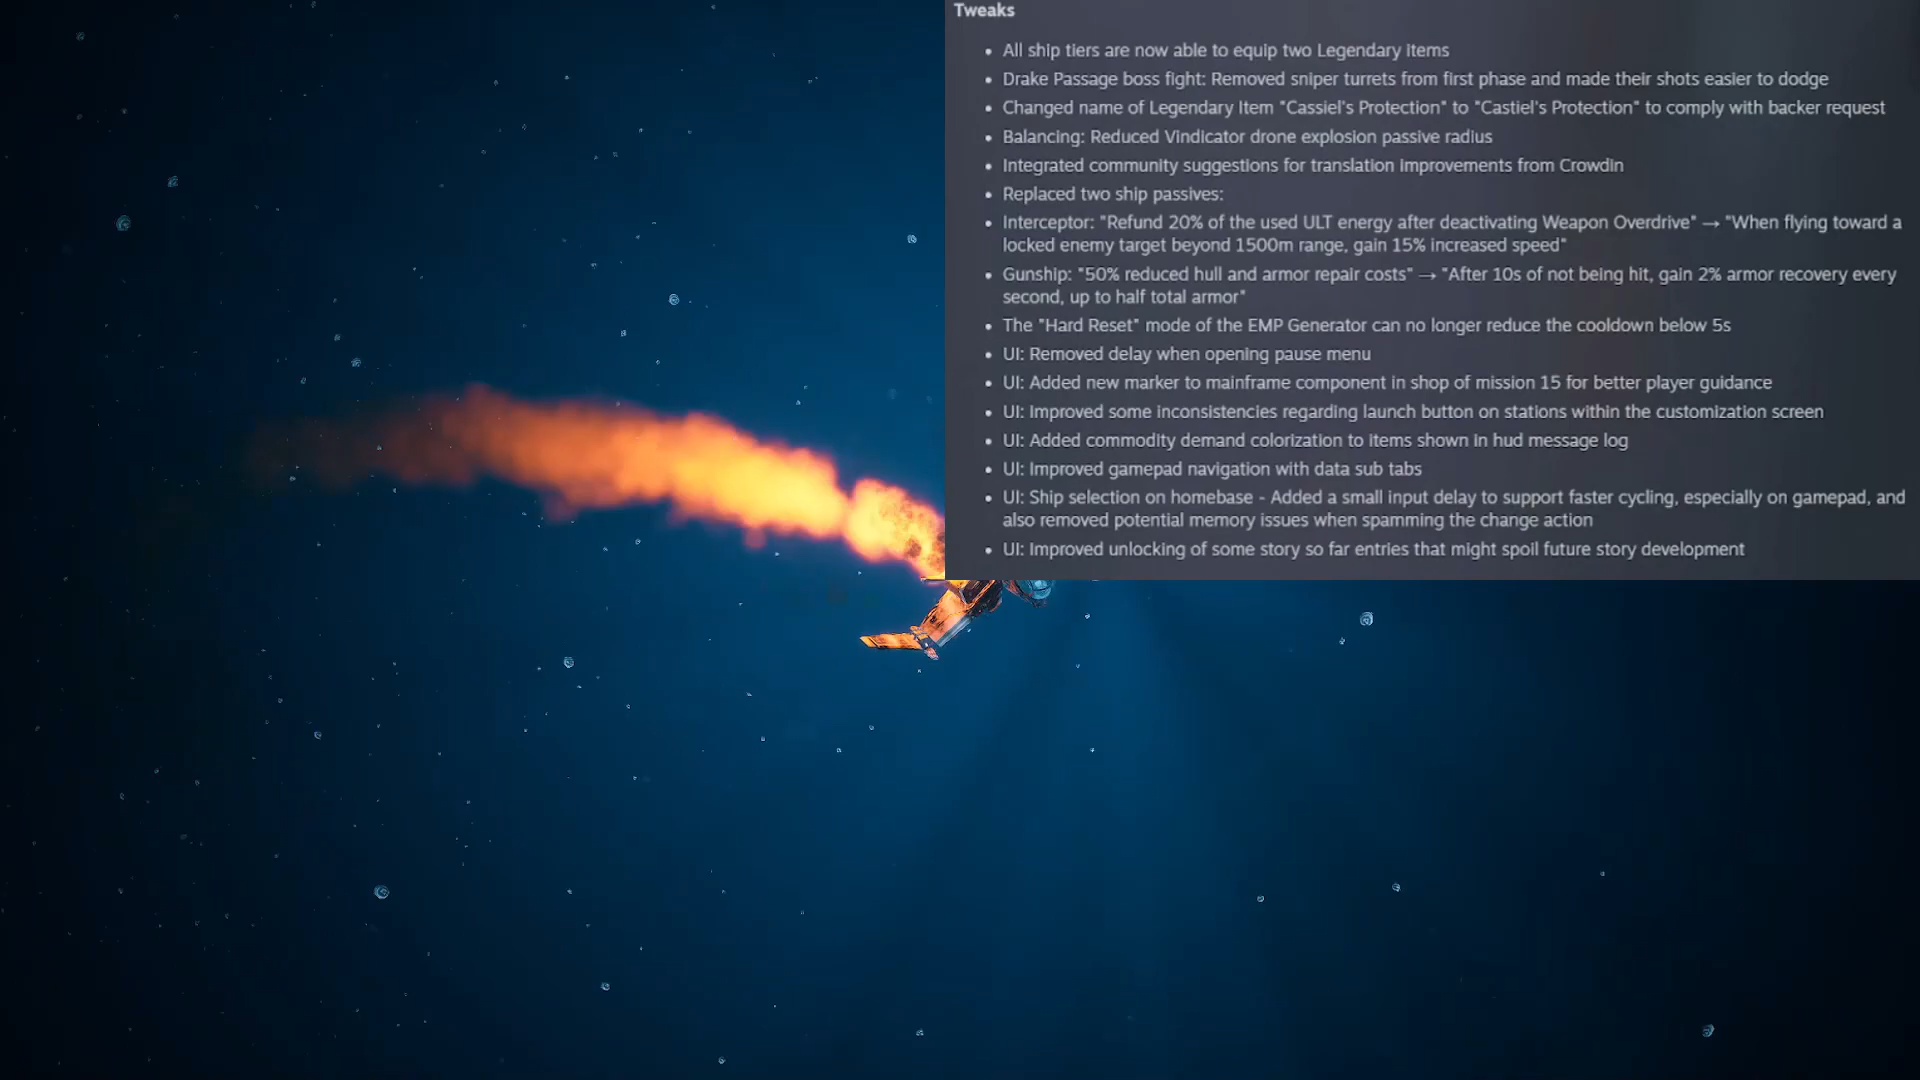 Tweaks
• All ship tiers are now able to equip two Legendary items
• Drake Passage boss fight: Removed sniper turrets from first phase and made their shots easier to dodge
• Changed name of Legendary Item "Cassiel's Protection" to "Castiel's Protection" to comply with backer request
• Balancing: Reduced Vindicator drone explosion passive radius
• Integrated community suggestions for translation improvements from Crowdin
• Replaced two ship passives:
• Interceptor: "Refund 20% of the used ULT energy after deactivating Weapon Overdrive" → "When flying toward a
locked enemy target beyond 1500m range, gain 15% increased speed"
• Gunship: "50% reduced hull and armor repair costs" → "After 10s of not being hit, gain 2% armor recovery every
second, up to half total armor"
• The "Hard Reset" mode of the EMP Generator can no longer reduce the cooldown below 5s
• UI: Removed delay when opening pause menu
• UI: Added new marker to mainframe component in shop of mission 15 for better player guidance
• UI: Improved some inconsistencies regarding launch button on stations within the customization screen
• UI: Added commodity demand colorization to items shown in hud message log
• UI: Improved gamepad navigation with data sub tabs
• UI: Ship selection on homebase - Added a small input delay to support faster cycling, especially on gamepad, and
also removed potential memory issues when spamming the change action
• UI: Improved unlocking of some story so far entries that might spoil future story development